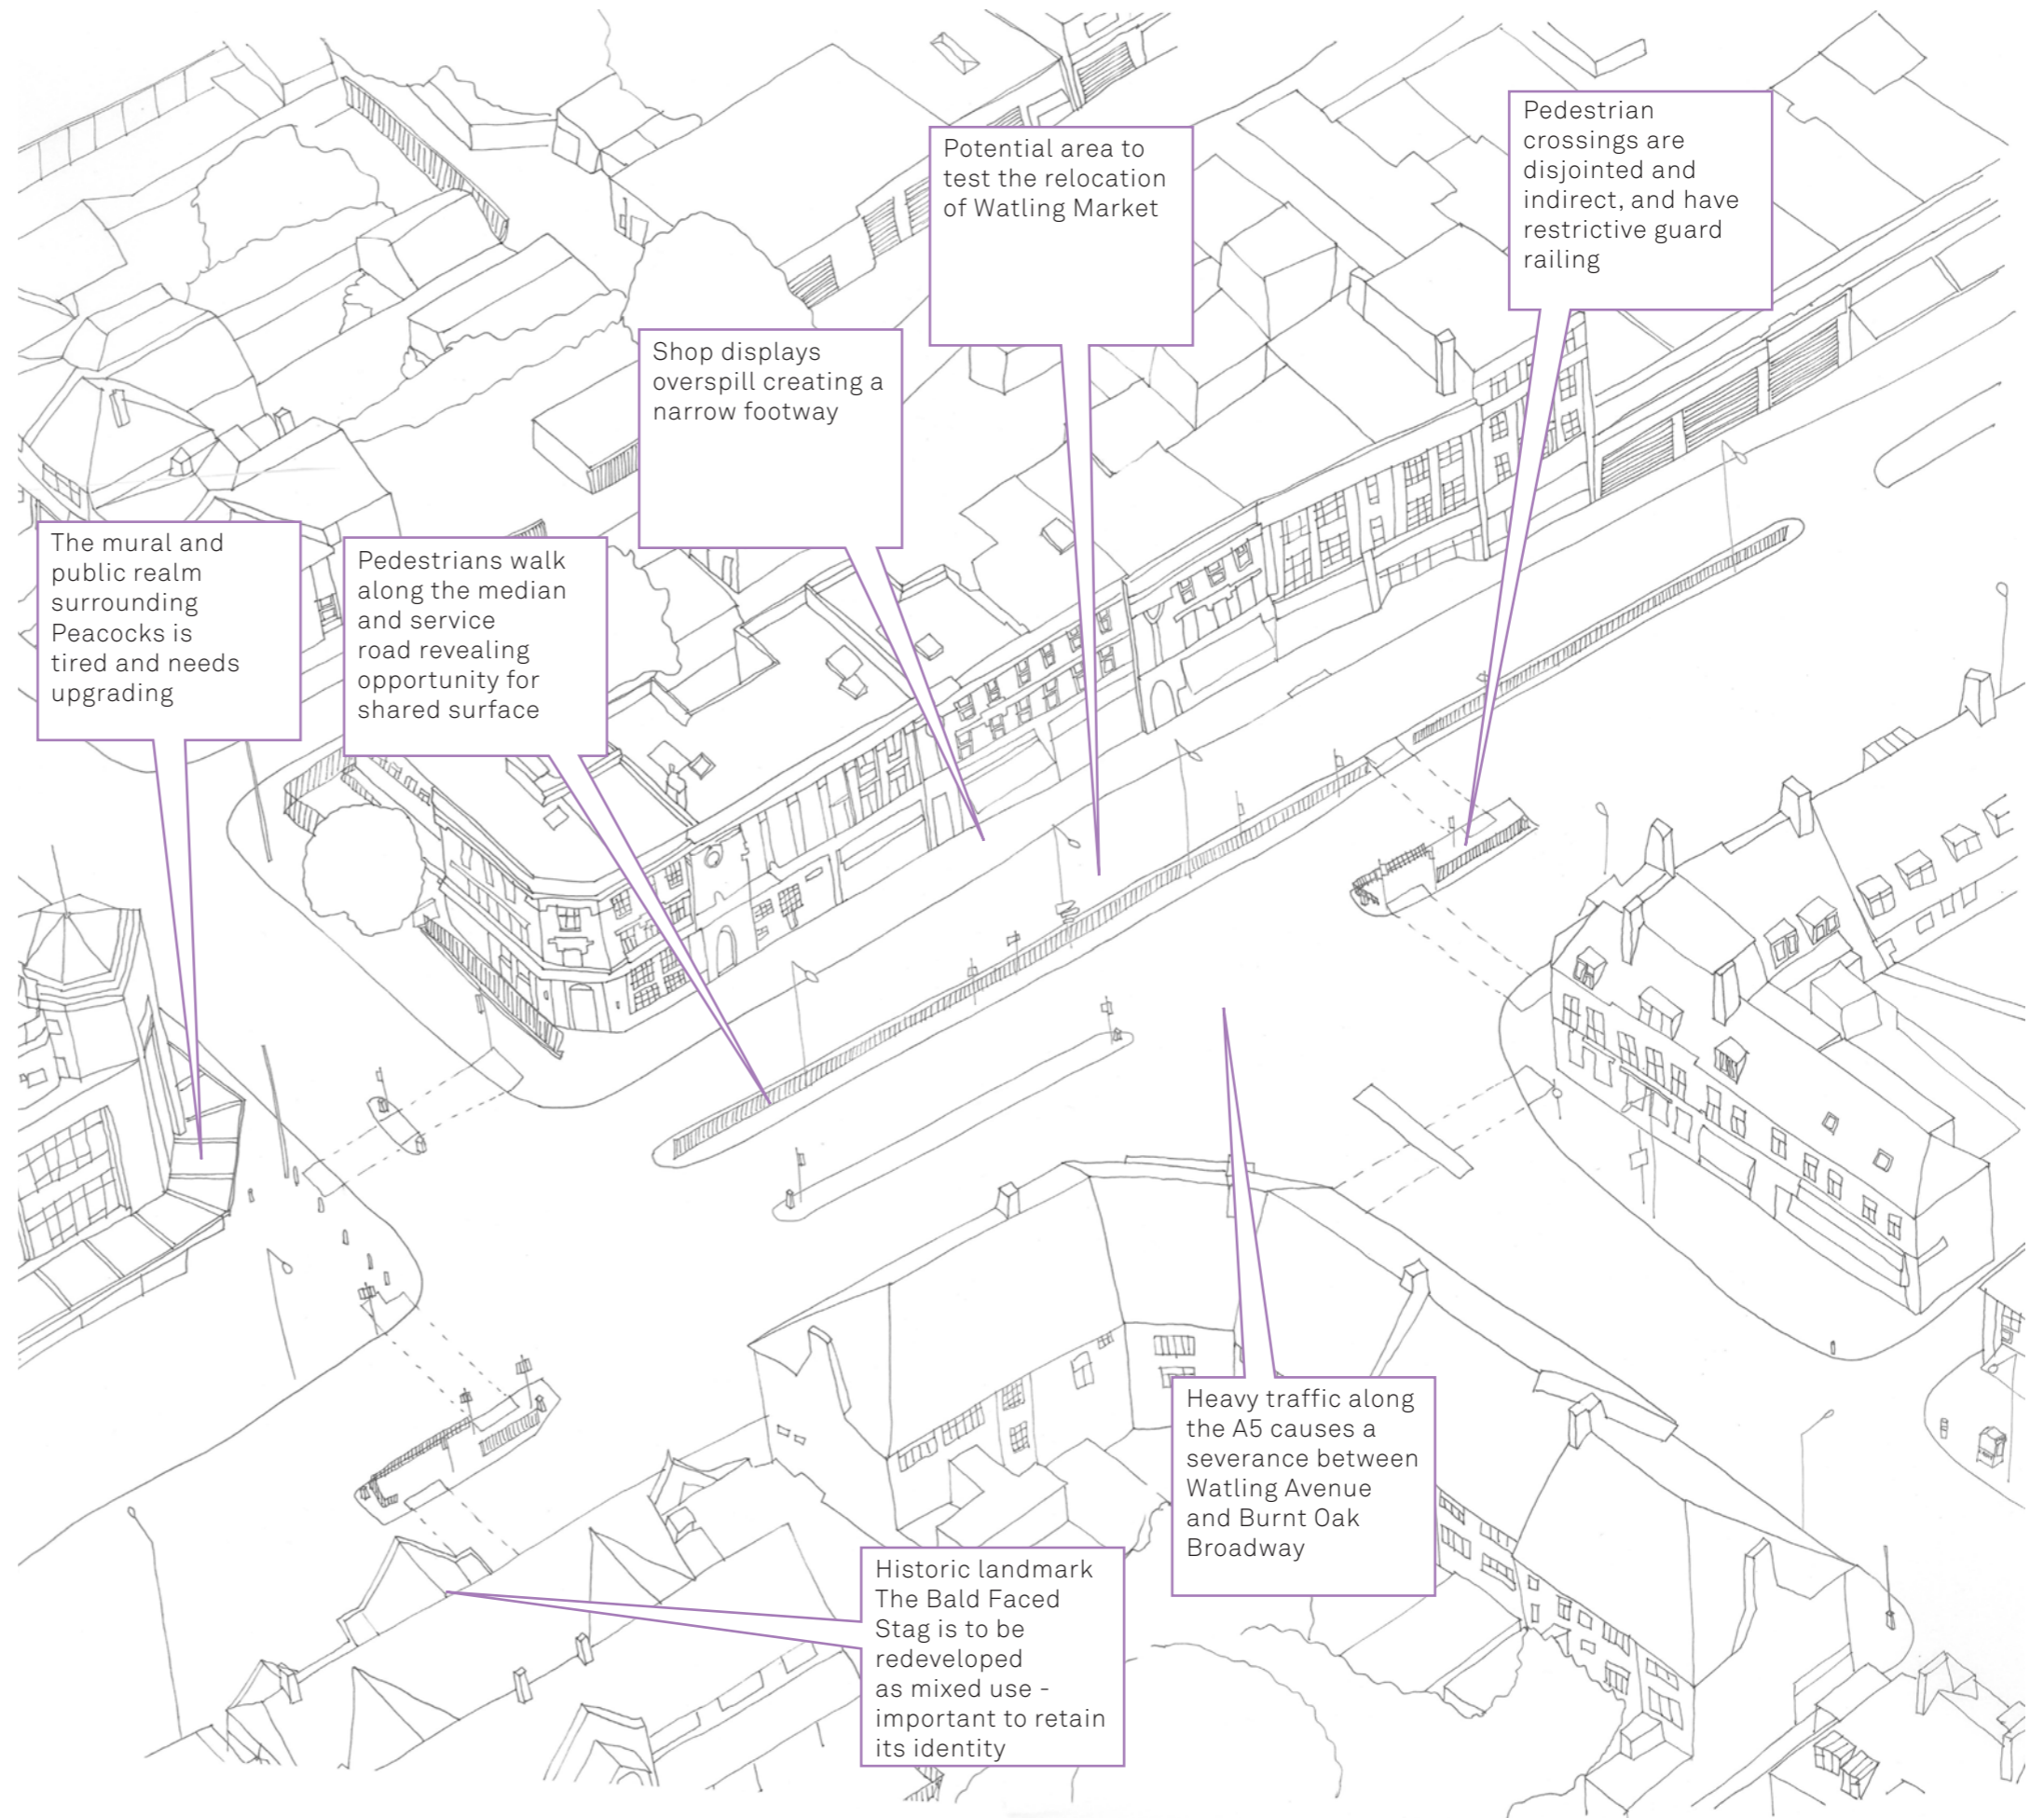 Pedestrian
crossings are
disjointed and
indirect, and have
restrictive guard
railing
Potential area to
test the relocation
of Watling Market
Shop displays
overspill creating a
narrow footway
The mural and
public realm
surrounding
Peacocks is
tired and needs
upgrading
Pedestrians walk
along the median
and service
road revealing
opportunity for
shared surface
Heavy traffic along
the A5 causes a
severance between
Watling Avenue
and Burnt Oak
Broadway
Historic landmark
The Bald Faced
Stag is to be
redeveloped
as mixed use -
important to retain
its identity